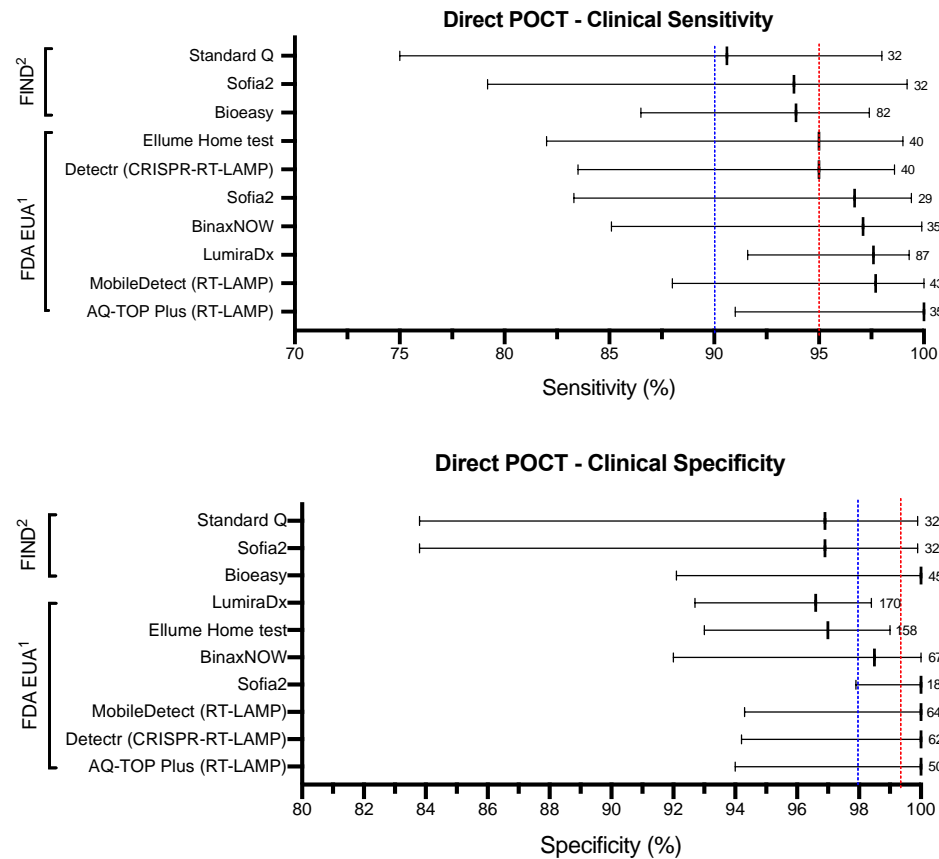 Direct POCT - Clinical Sensitivity
FIND2
FDA EUA1
Standard Q 32
Sofia2 32
Bioeasy 82
Ellume Home test 40
Detectr (CRISPR-RT-LAMP) 40
Sofia2 29
BinaxNOW 35
LumiraDx 87
MobileDetect (RT-LAMP) 43
AQ-TOP Plus (RT-LAMP) 35
70 75 80 85 90 95 100
Sensitivity (%)
Direct POCT - Clinical Specificity
FIND2
FDA EUA1
Standard Q 32
Sofia2 32
Bioeasy 45
LumiraDx 170
Ellume Home test 158
BinaxNOW 67
Sofia2 18
MobileDetect (RT-LAMP) 64
Detectr (CRISPR-RT-LAMP) 62
AQ-TOP Plus (RT-LAMP) 50
80 82 84 86 88 90 92 94 96 98 100
Specificity (%)